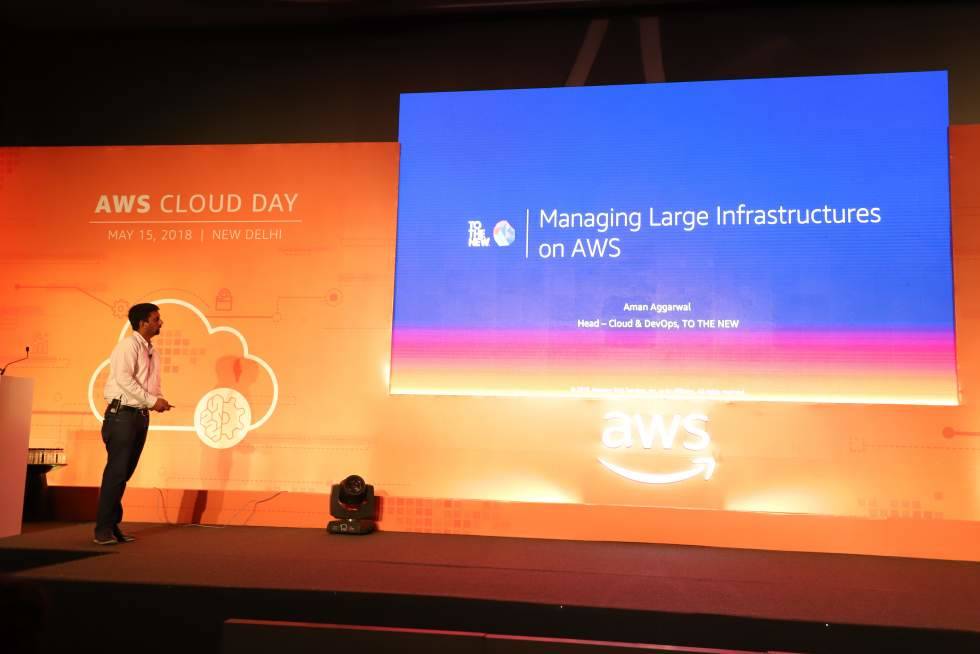 AWS CLOUD DAY
MAY 15, 2018 | NEW DELHI
TO
THE
NEW
Managing Large Infrastructures
on AWS
Aman Aggarwal
Head – Cloud & DevOps, TO THE NEW
aws